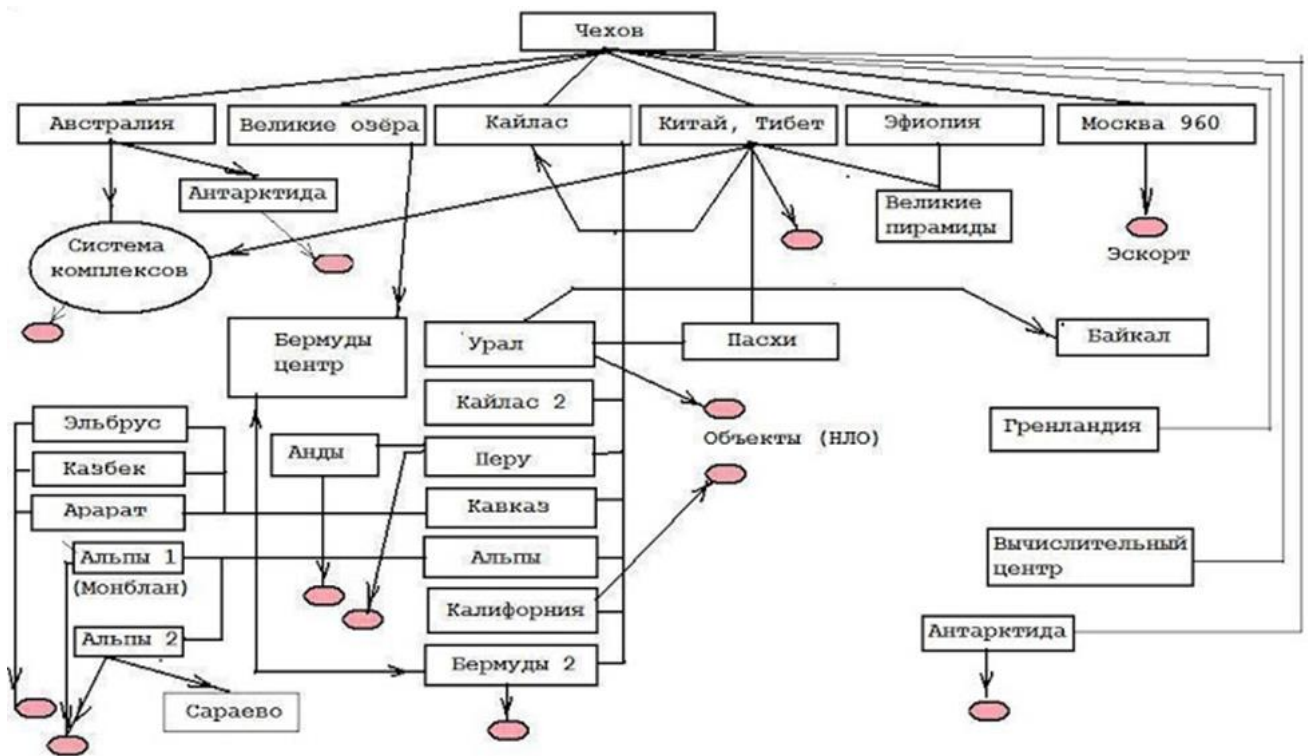 Чехов
Австралия
Великие озёра
Кайлас
Китай, Тибет
Эфиопия
Москва 960
Антарктида
Великие
пирамиды
Система
комплексов
Эскорт
Бермуды
центр
Урал
Пасхи
Байкал
Кайлас 2
Объекты (НЛО)
Гренландия
Эльбрус
Анды
Перу
Казбек
Кавказ
Арарат
Альпы 1
(Монблан)
Альпы
Вычислительный
центр
Калифорния
Альпы 2
Антарктида
Бермуды 2
Сараево